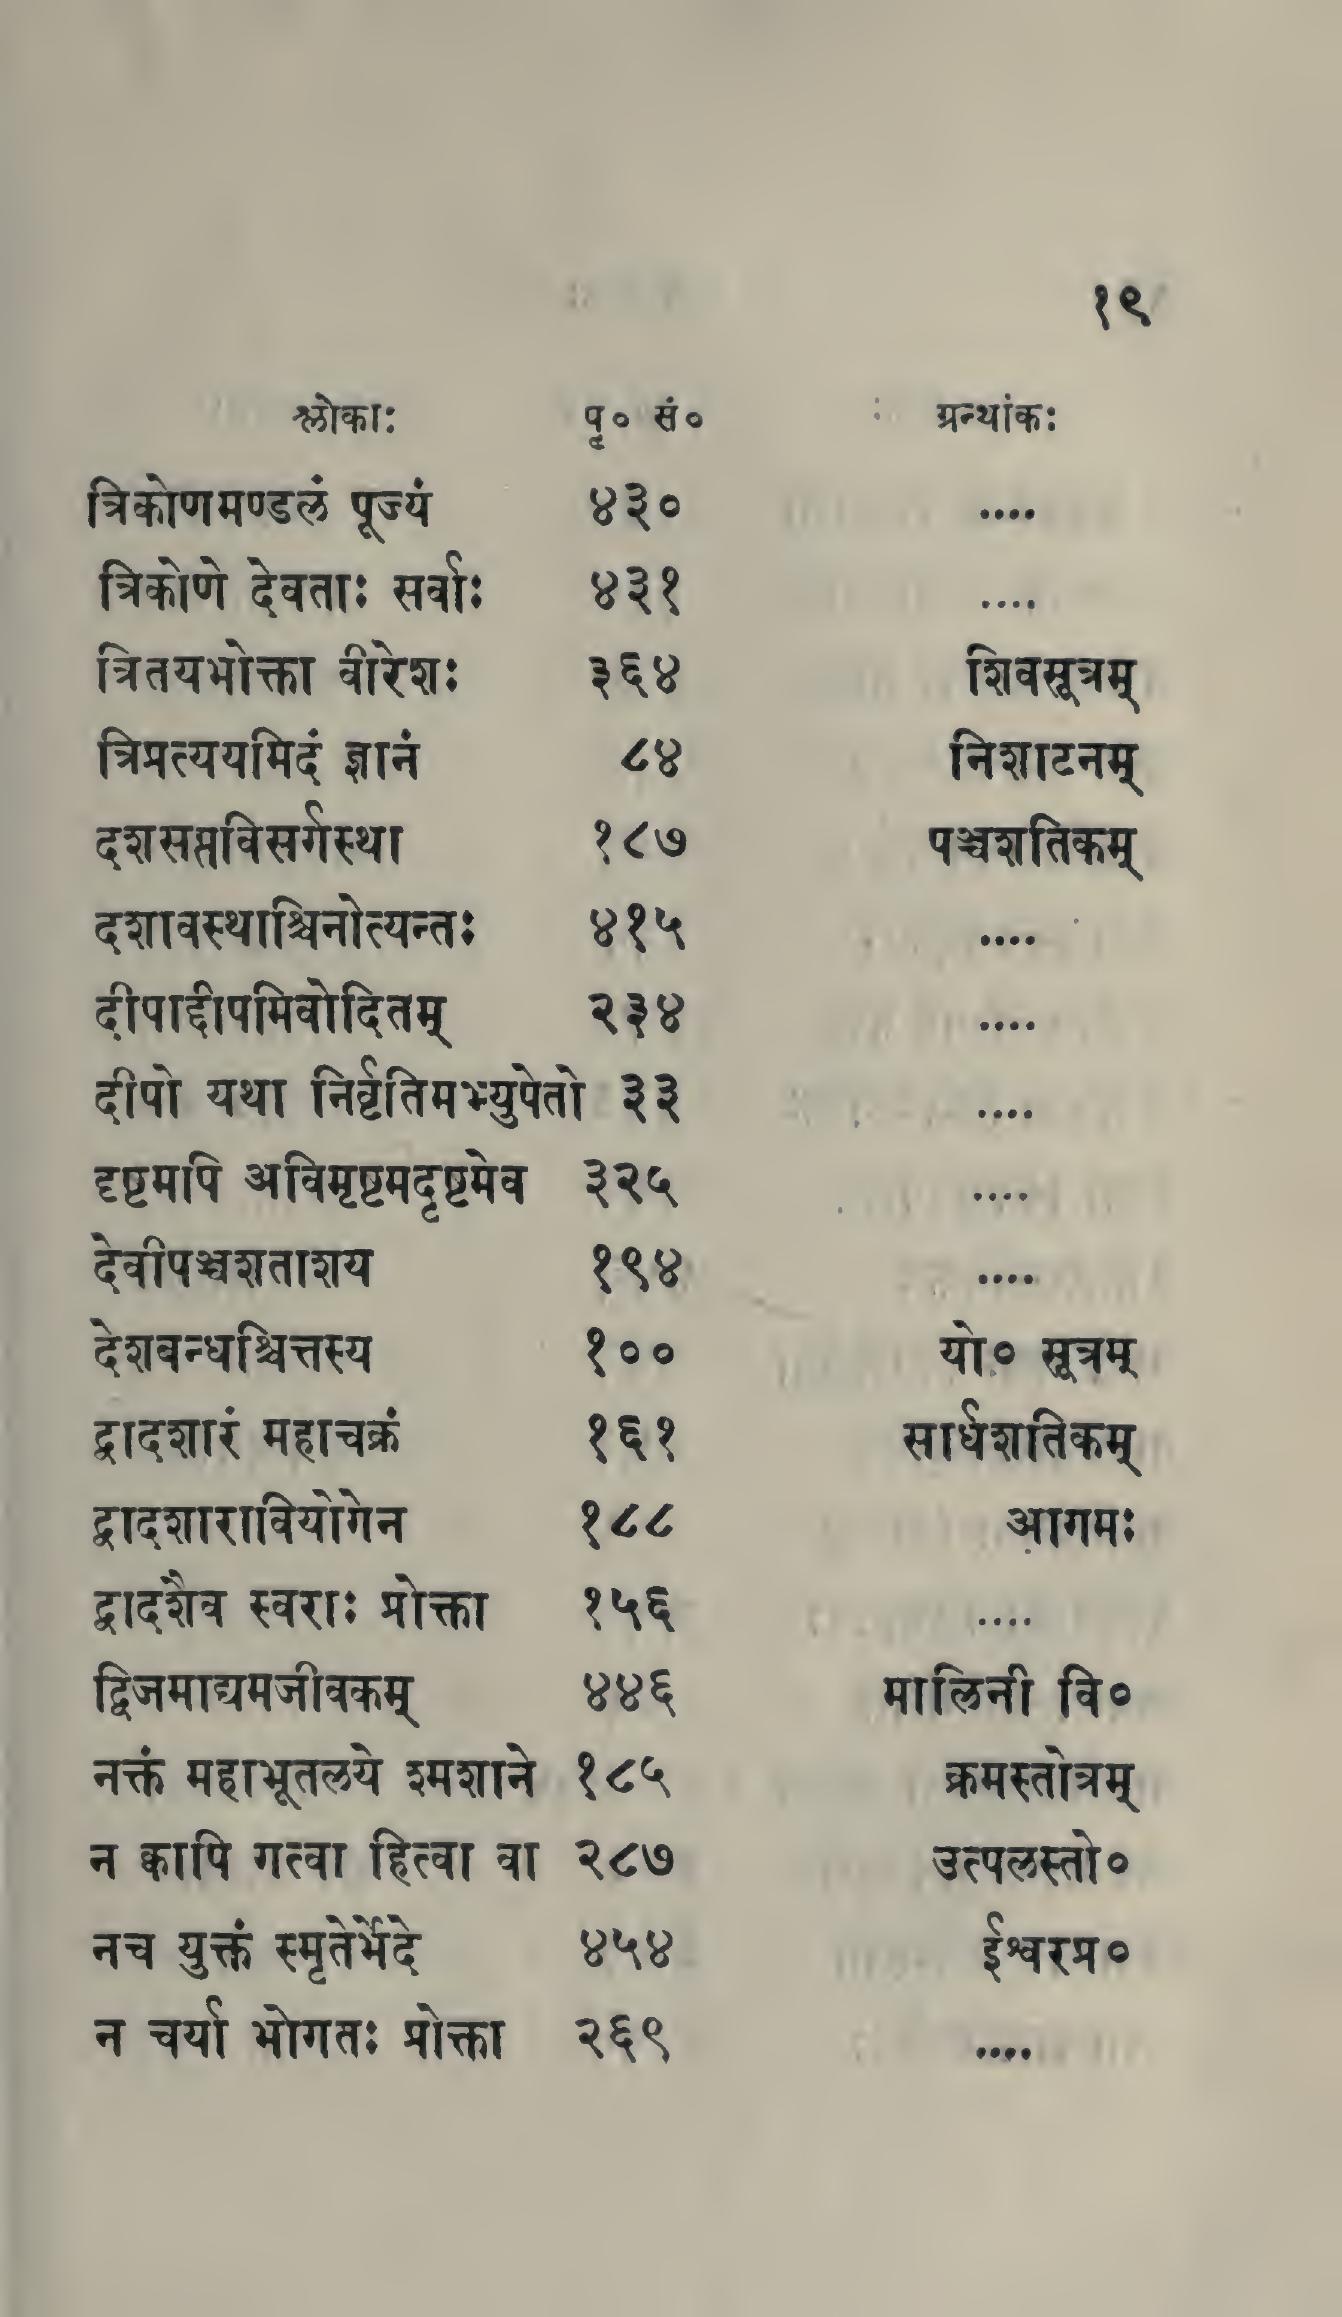 १९
श्लोकाः पृ० सं० ग्रन्थांकः
त्रिकोणमण्डलं पूज्यं ४३० ....
त्रिकोणे देवताः सर्वाः ४३१ ....
त्रितयभोक्ता वीरेशः ३६४ शिवसूत्रम्
त्रिप्रत्ययमिदं ज्ञानं ८४ निशाटनम्
दशसप्तविसर्गस्था १८७ पञ्चशतिकम्
दशावस्थाश्चिनोत्यन्तः ४१५ ....
दीपाद्दीपमिवोदितम् २३४ ....
दीपो यथा निर्वृतिमभ्युपेतो ३३ ....
दृष्टमपि अविमृष्टमदृष्टमेव ३२५ ....
देवीपञ्चशताशय १९४ ....
देशबन्धश्चित्तस्य १०० यो० सूत्रम्
द्वादशारं महाचक्रं १६१ सार्धशतिकम्
द्वादशारावियोगेन १८८ आगमः
द्वादशैव स्वराः प्रोक्ता १५६ ....
द्विजमाद्यमजीवकम् ४४६ मालिनी वि०
नक्तं महाभूतलये श्मशाने १८५ क्रमस्तोत्रम्
न क्वापि गत्वा हित्वा वा २८७ उत्पलस्तो०
नच युक्तं स्मृतेर्भेदे ४५४ ईश्वरप्र०
न चर्या भोगतः प्रोक्ता २६९ ....